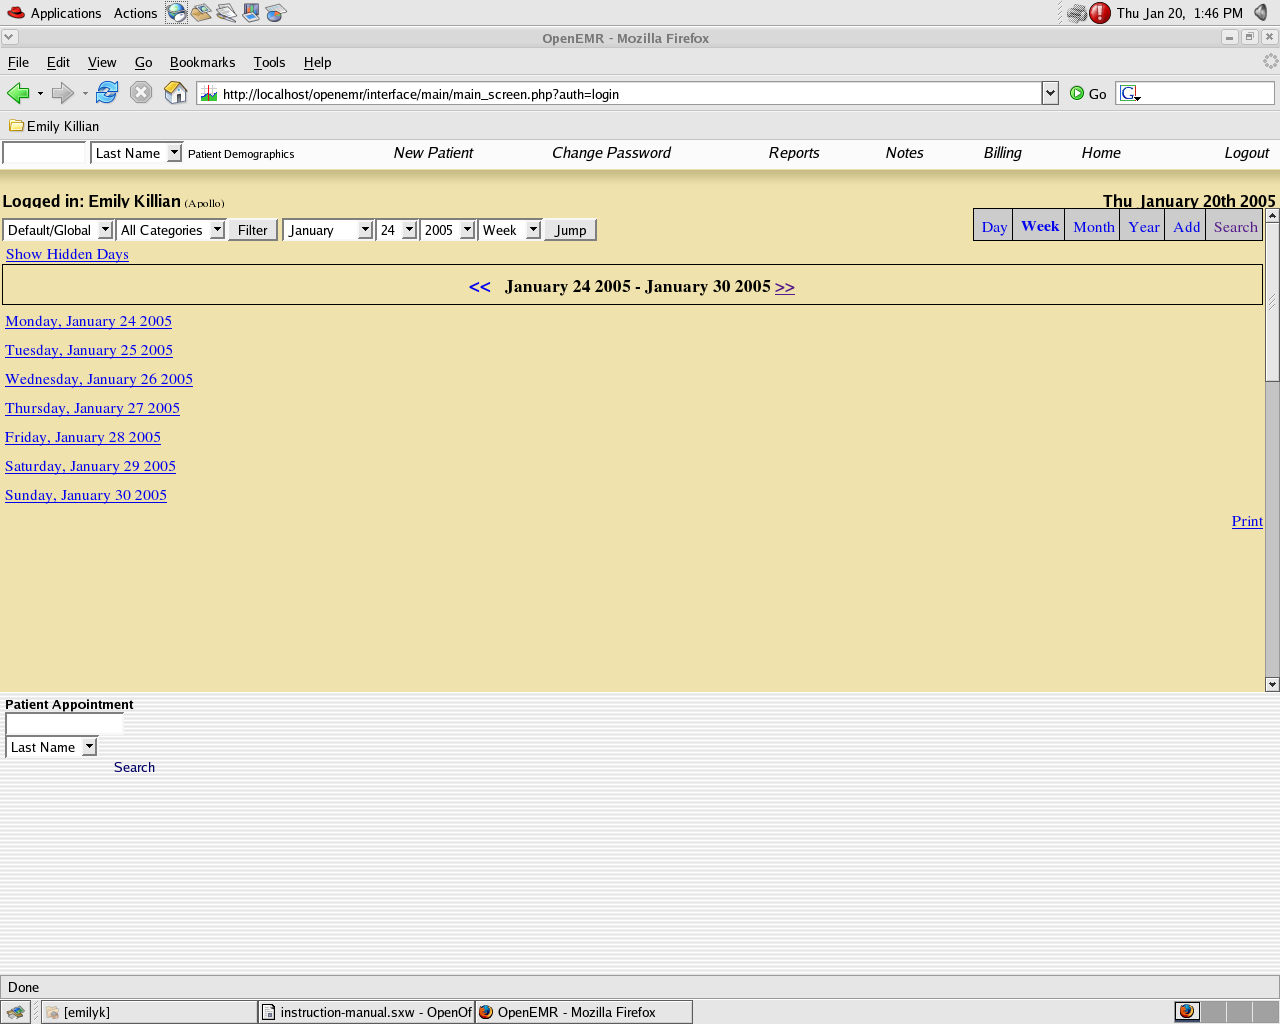 Applications Actions Thu Jan 20, 1:46 PM
OpenEMR - Mozilla Firefox
File Edit View Go Bookmarks Tools Help
http://localhost/openemr/interface/main/main_screen.php?auth=login Go G
Emily Killian
Last Name Patient Demographics New Patient Change Password Reports Notes Billing Home Logout
Logged in: Emily Killian (Apollo) Thu January 20th 2005
Default/Global All Categories Filter January 24 2005 Week Jump Day Week Month Year Add Search
Show Hidden Days
<< January 24 2005 - January 30 2005 >>
Monday, January 24 2005
Tuesday, January 25 2005
Wednesday, January 26 2005
Thursday, January 27 2005
Friday, January 28 2005
Saturday, January 29 2005
Sunday, January 30 2005
Print
Patient Appointment
Last Name
Search
Done
[emilyk] instruction-manual.sxw - OpenOf OpenEMR - Mozilla Firefox